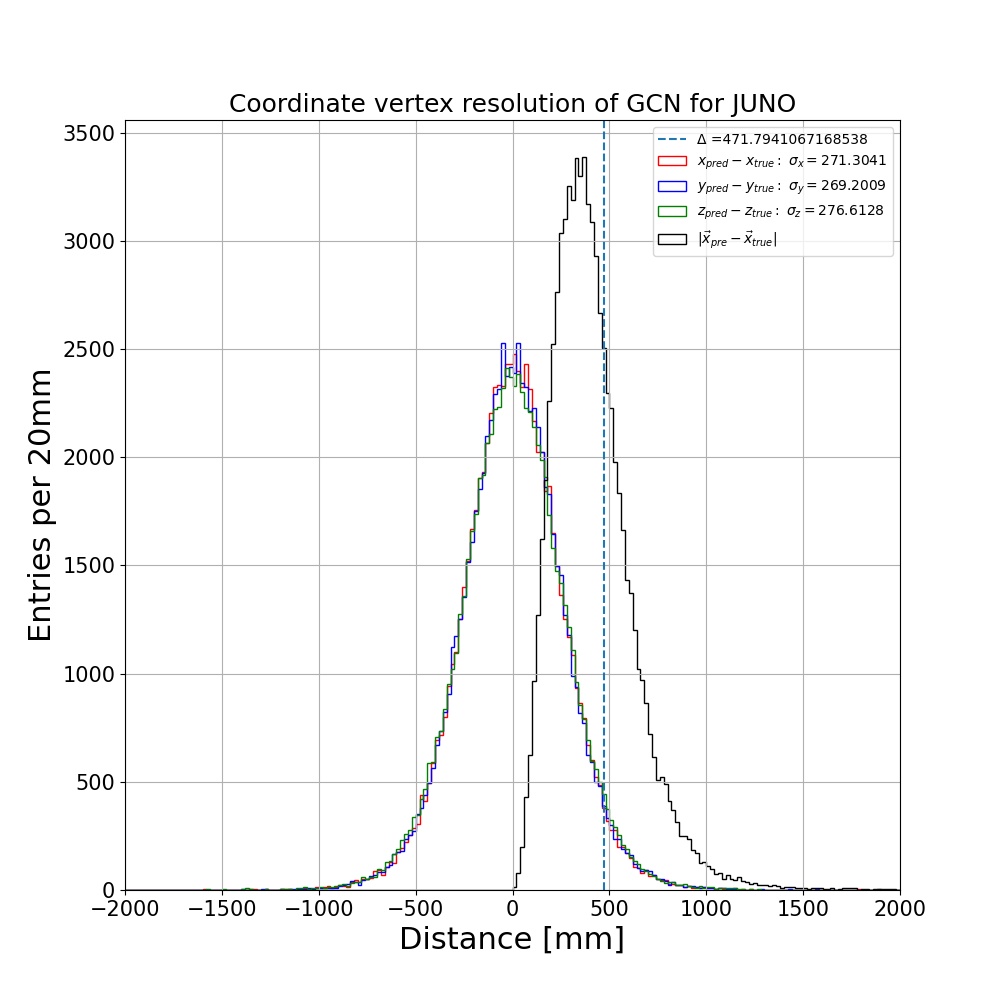 Coordinate vertex resolution of GCN for JUNO
3500
3000
2500
2000
1500
1000
500
0
Entries per 20mm
Δ =471.7941067168538
x_pred − x_true : σ_x = 271.3041
y_pred − y_true : σ_y = 269.2009
z_pred − z_true : σ_z = 276.6128
|x⃗_pre − x⃗_true|
−2000 −1500 −1000 −500 0 500 1000 1500 2000
Distance [mm]